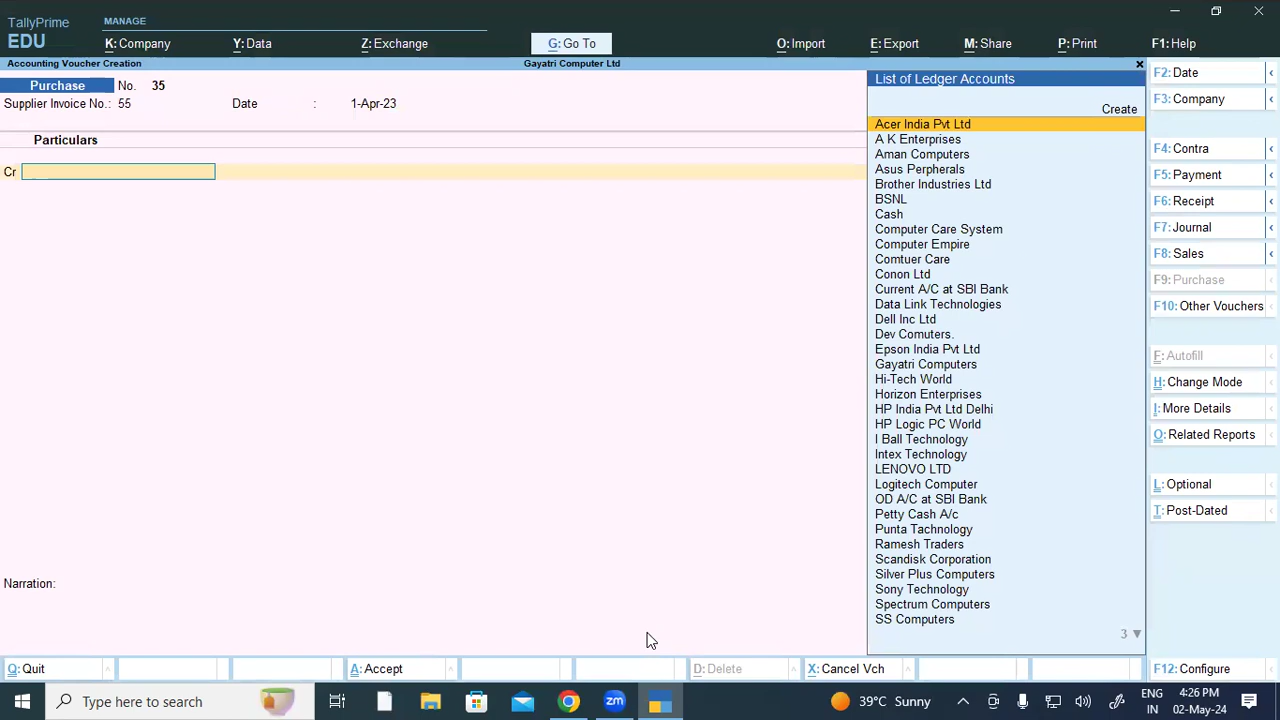 TallyPrime
EDU
MANAGE
K: Company
Y: Data
Z: Exchange
G: Go To
O: Import
E: Export
M: Share
P: Print
F1: Help
Accounting Voucher Creation
Gayatri Computer Ltd
Purchase No. 35
Supplier Invoice No.: 55 Date : 1-Apr-23
Particulars
Cr
Narration:
List of Ledger Accounts
Create
Acer India Pvt Ltd
A K Enterprises
Aman Computers
Asus Perpherals
Brother Industries Ltd
BSNL
Cash
Computer Care System
Computer Empire
Comtuer Care
Conon Ltd
Current A/C at SBI Bank
Data Link Technologies
Dell Inc Ltd
Dev Comuters.
Epson India Pvt Ltd
Gayatri Computers
Hi-Tech World
Horizon Enterprises
HP India Pvt Ltd Delhi
HP Logic PC World
I Ball Technology
Intex Technology
LENOVO LTD
Logitech Computer
OD A/C at SBI Bank
Petty Cash A/c
Punta Tachnology
Ramesh Traders
Scandisk Corporation
Silver Plus Computers
Sony Technology
Spectrum Computers
SS Computers
3
F2: Date
F3: Company
F4: Contra
F5: Payment
F6: Receipt
F7: Journal
F8: Sales
F9: Purchase
F10: Other Vouchers
F: Autofill
H: Change Mode
I: More Details
O: Related Reports
L: Optional
T: Post-Dated
Q: Quit
A: Accept
D: Delete
X: Cancel Vch
F12: Configure
Type here to search
39°C Sunny
ENG
IN
4:26 PM
02-May-24